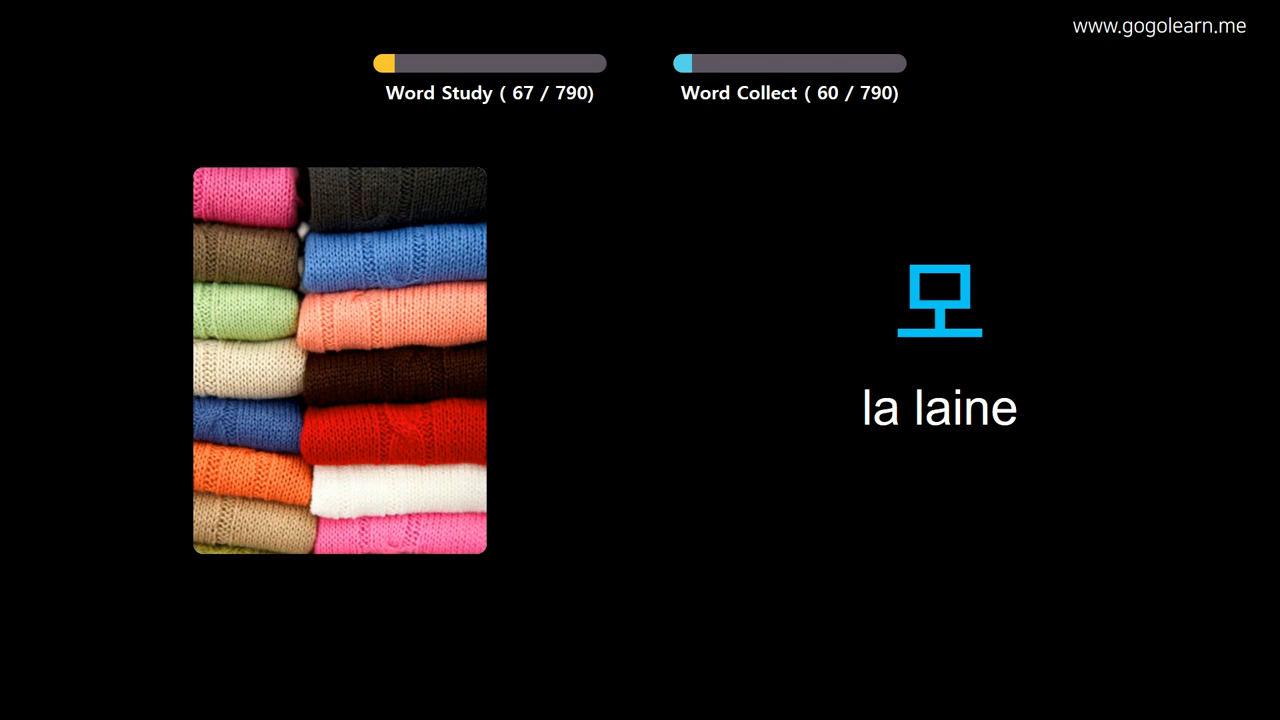 www.gogolearn.me
Word Study ( 67 / 790)
Word Collect ( 60 / 790)
모
la laine